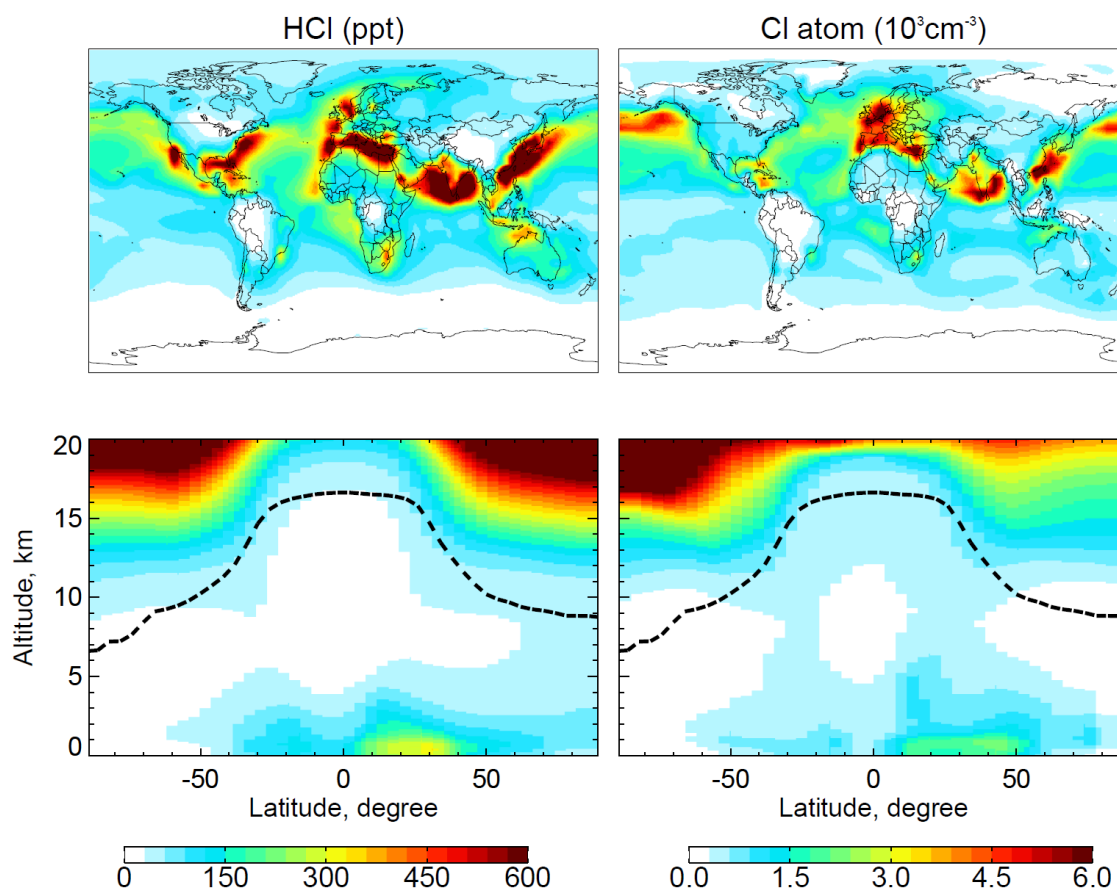 HCl (ppt)
Cl atom (10³cm⁻³)
20
15
10
5
0
Altitude, km
-50 0 50
-50 0 50
Latitude, degree
Latitude, degree
0 150 300 450 600
0.0 1.5 3.0 4.5 6.0